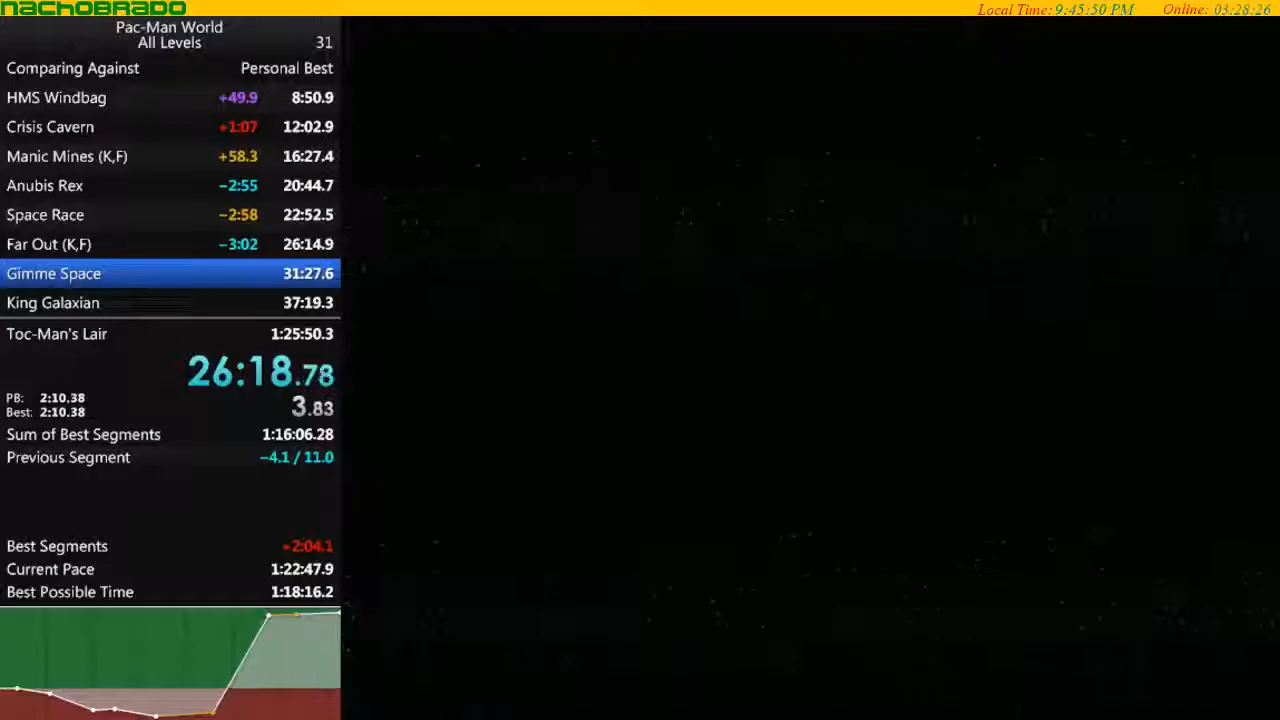 NACHOBRADO
Local Time: 9:45:50 PM Online: 03:28:26
Pac-Man World
All Levels 31
Comparing Against Personal Best
HMS Windbag +49.9 8:50.9
Crisis Cavern +1:07 12:02.9
Manic Mines (K,F) +58.3 16:27.4
Anubis Rex −2:55 20:44.7
Space Race −2:58 22:52.5
Far Out (K,F) −3:02 26:14.9
Gimme Space 31:27.6
King Galaxian 37:19.3
Toc-Man's Lair 1:25:50.3
26:18.78
PB: 2:10.38
Best: 2:10.38
3.83
Sum of Best Segments 1:16:06.28
Previous Segment −4.1 / 11.0
Best Segments +2:04.1
Current Pace 1:22:47.9
Best Possible Time 1:18:16.2